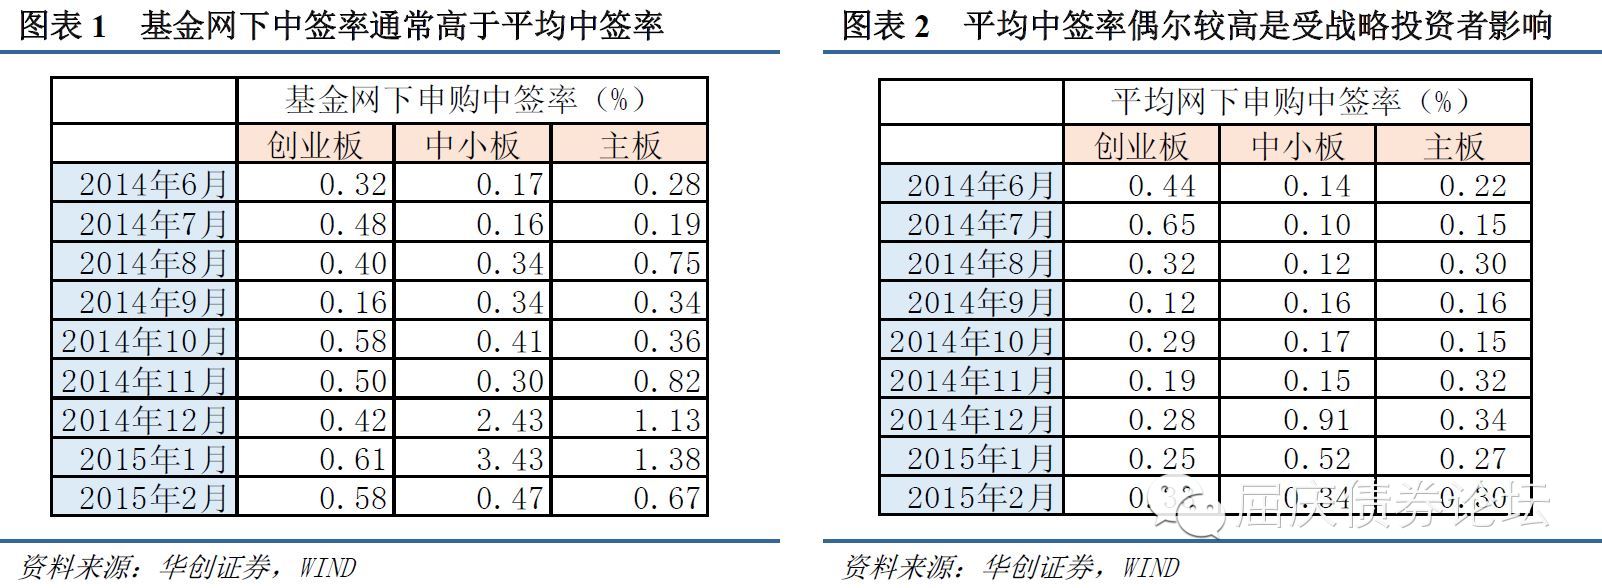 图表 1 基金网下中签率通常高于平均中签率
基金网下申购中签率（%）
创业板 中小板 主板
2014年6月 0.32 0.17 0.28
2014年7月 0.48 0.16 0.19
2014年8月 0.40 0.34 0.75
2014年9月 0.16 0.34 0.34
2014年10月 0.58 0.41 0.36
2014年11月 0.50 0.30 0.82
2014年12月 0.42 2.43 1.13
2015年1月 0.61 3.43 1.38
2015年2月 0.58 0.47 0.67
资料来源：华创证券，WIND
图表 2 平均中签率偶尔较高是受战略投资者影响
平均网下申购中签率（%）
创业板 中小板 主板
2014年6月 0.44 0.14 0.22
2014年7月 0.65 0.10 0.15
2014年8月 0.32 0.12 0.30
2014年9月 0.12 0.16 0.16
2014年10月 0.29 0.17 0.15
2014年11月 0.19 0.15 0.32
2014年12月 0.28 0.91 0.34
2015年1月 0.25 0.52 0.27
2015年2月 0.34 0.30
屈庆债券论坛
资料来源：华创证券，WIND